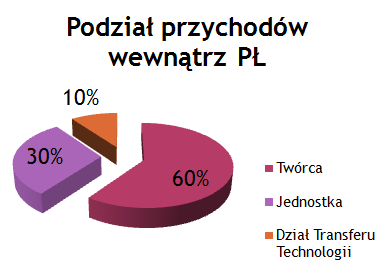 Podział przychodów
wewnątrz PŁ
10%
30%
60%
Twórca
Jednostka
Dział Transferu
Technologii